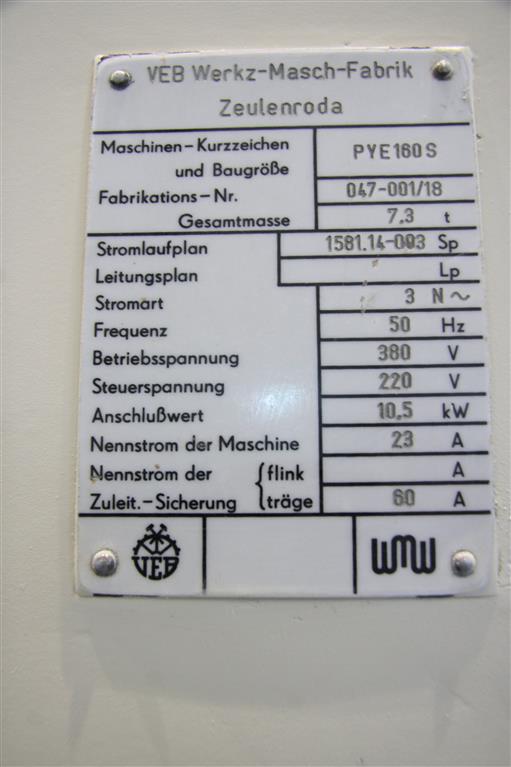 VEB Werkz-Masch-Fabrik
Zeulenroda
Maschinen-Kurzzeichen
und Baugröße PYE160S
Fabrikations-Nr. 047-001/18
Gesamtmasse 7.3 t
Stromlaufplan 1581.14-003 Sp
Leitungsplan Lp
Stromart 3 N ~
Frequenz 50 Hz
Betriebsspannung 380 V
Steuerspannung 220 V
Anschlußwert 10,5 kW
Nennstrom der Maschine 23 A
Nennstrom der { flink A
Zuleit.-Sicherung träge 60 A
VEB WMW